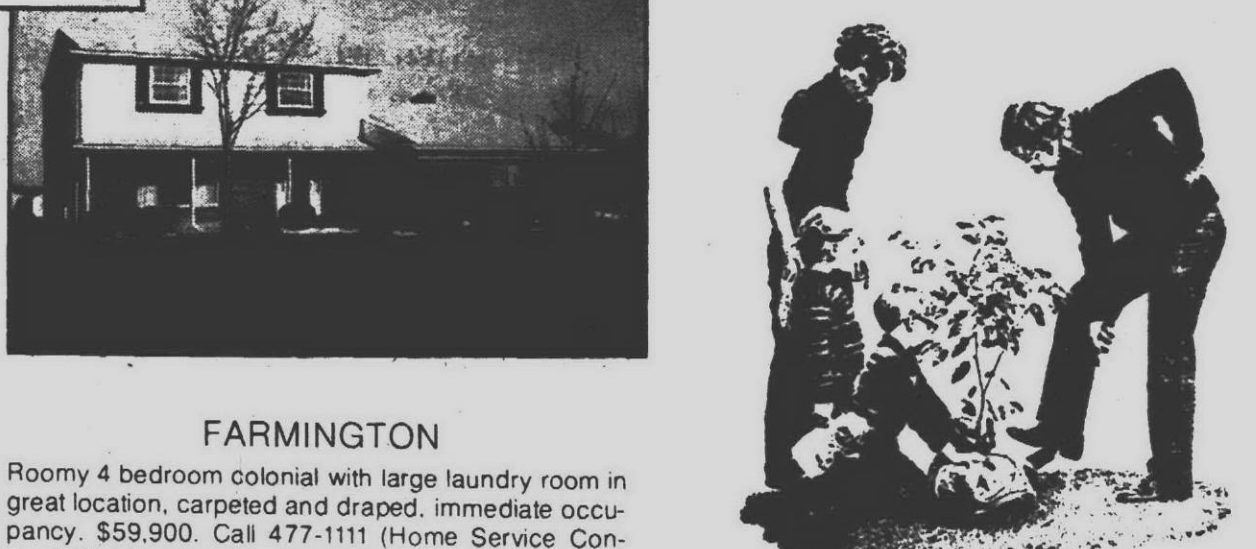 FARMINGTON
Roomy 4 bedroom colonial with large laundry room in
great location, carpeted and draped. immediate occu-
pancy. $59,900. Call 477-1111 (Home Service Con-